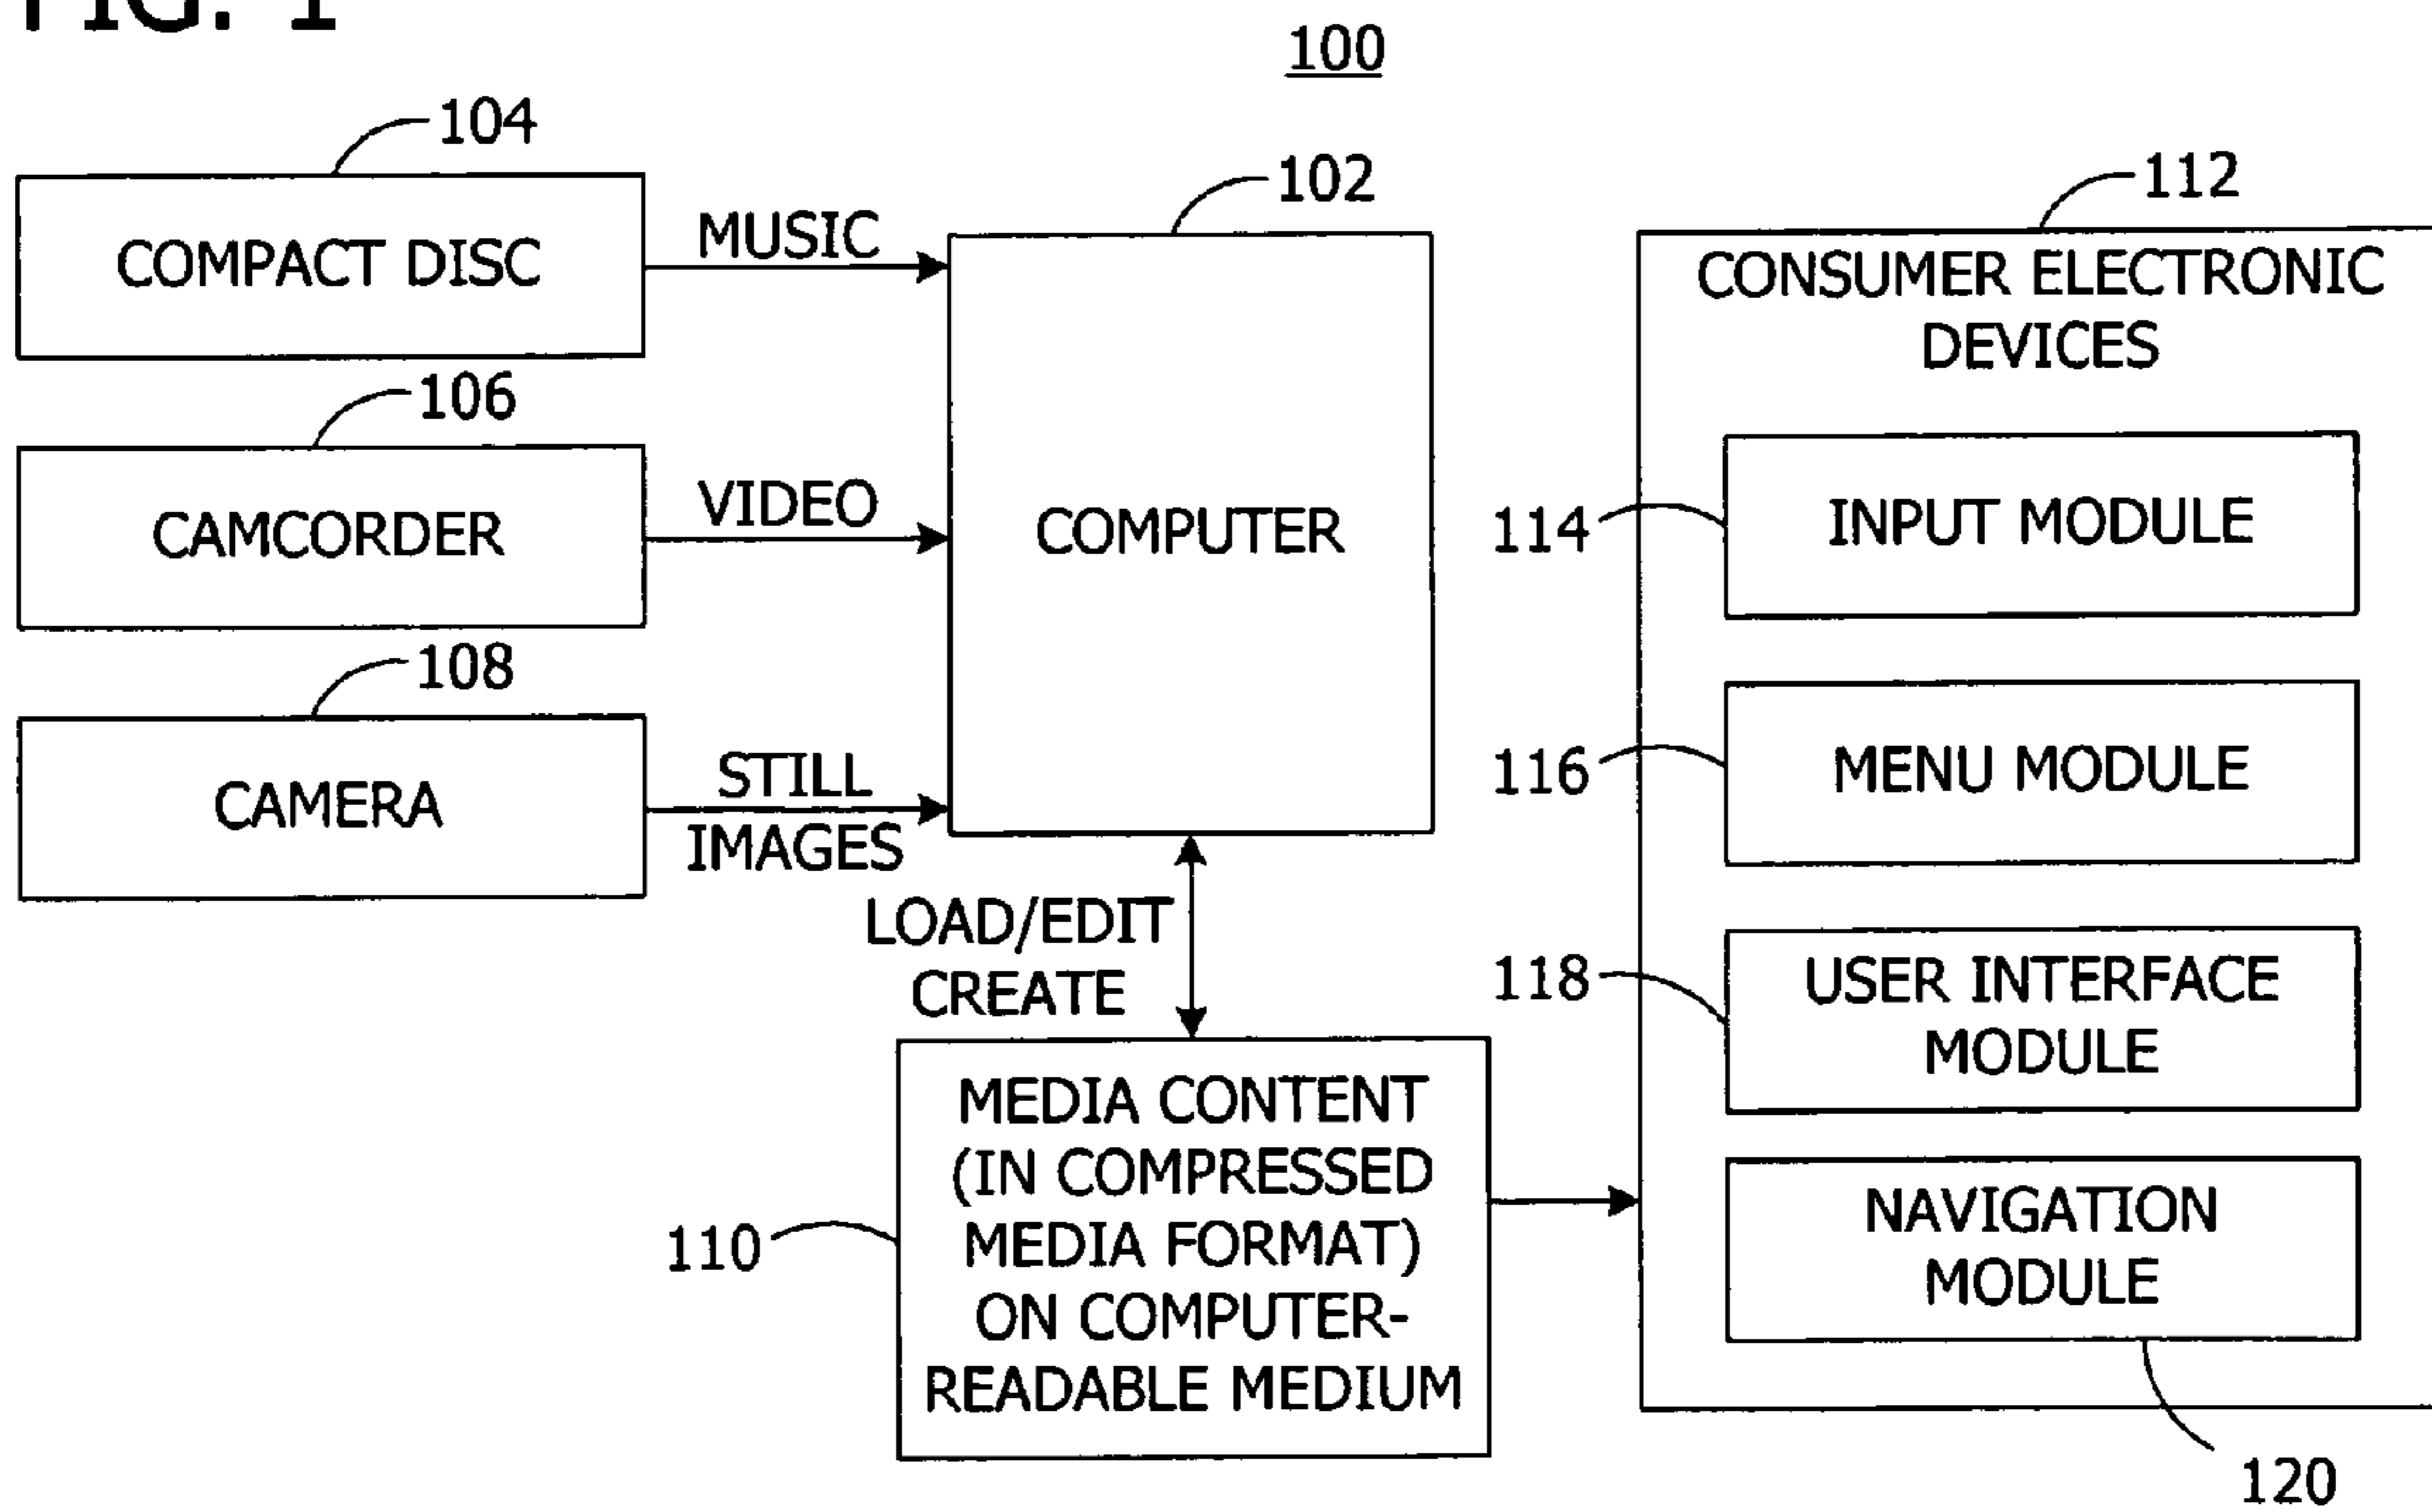 FIG. 1
100
104
COMPACT DISC
MUSIC
102
COMPUTER
106
CAMCORDER
VIDEO
108
CAMERA
STILL
IMAGES
LOAD/EDIT
CREATE
110
MEDIA CONTENT
(IN COMPRESSED
MEDIA FORMAT)
ON COMPUTER-
READABLE MEDIUM
112
CONSUMER ELECTRONIC
DEVICES
114
INPUT MODULE
116
MENU MODULE
118
USER INTERFACE
MODULE
NAVIGATION
MODULE
120